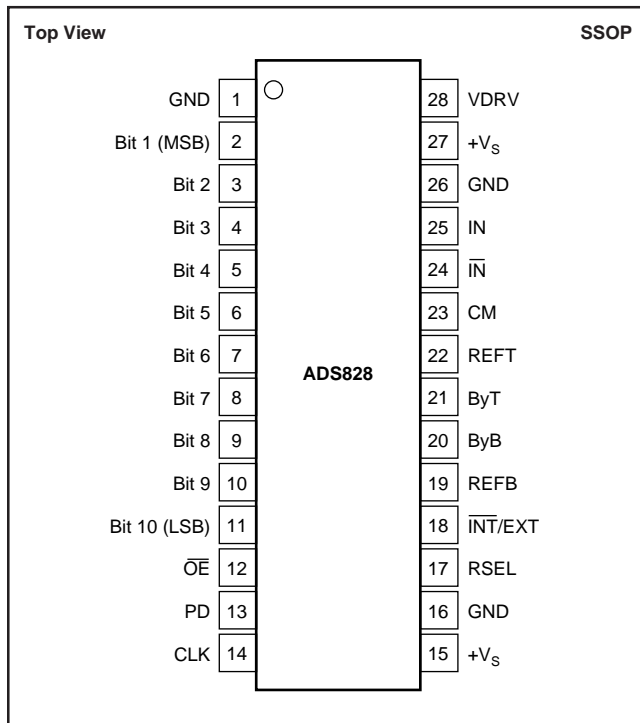 Top View SSOP
GND 1 28 VDRV
Bit 1 (MSB) 2 27 +VS
Bit 2 3 26 GND
Bit 3 4 25 IN
Bit 4 5 24 I̅N̅
Bit 5 6 23 CM
Bit 6 7 22 REFT
ADS828
Bit 7 8 21 ByT
Bit 8 9 20 ByB
Bit 9 10 19 REFB
Bit 10 (LSB) 11 18 I̅N̅T̅/EXT
O̅E̅ 12 17 RSEL
PD 13 16 GND
CLK 14 15 +VS